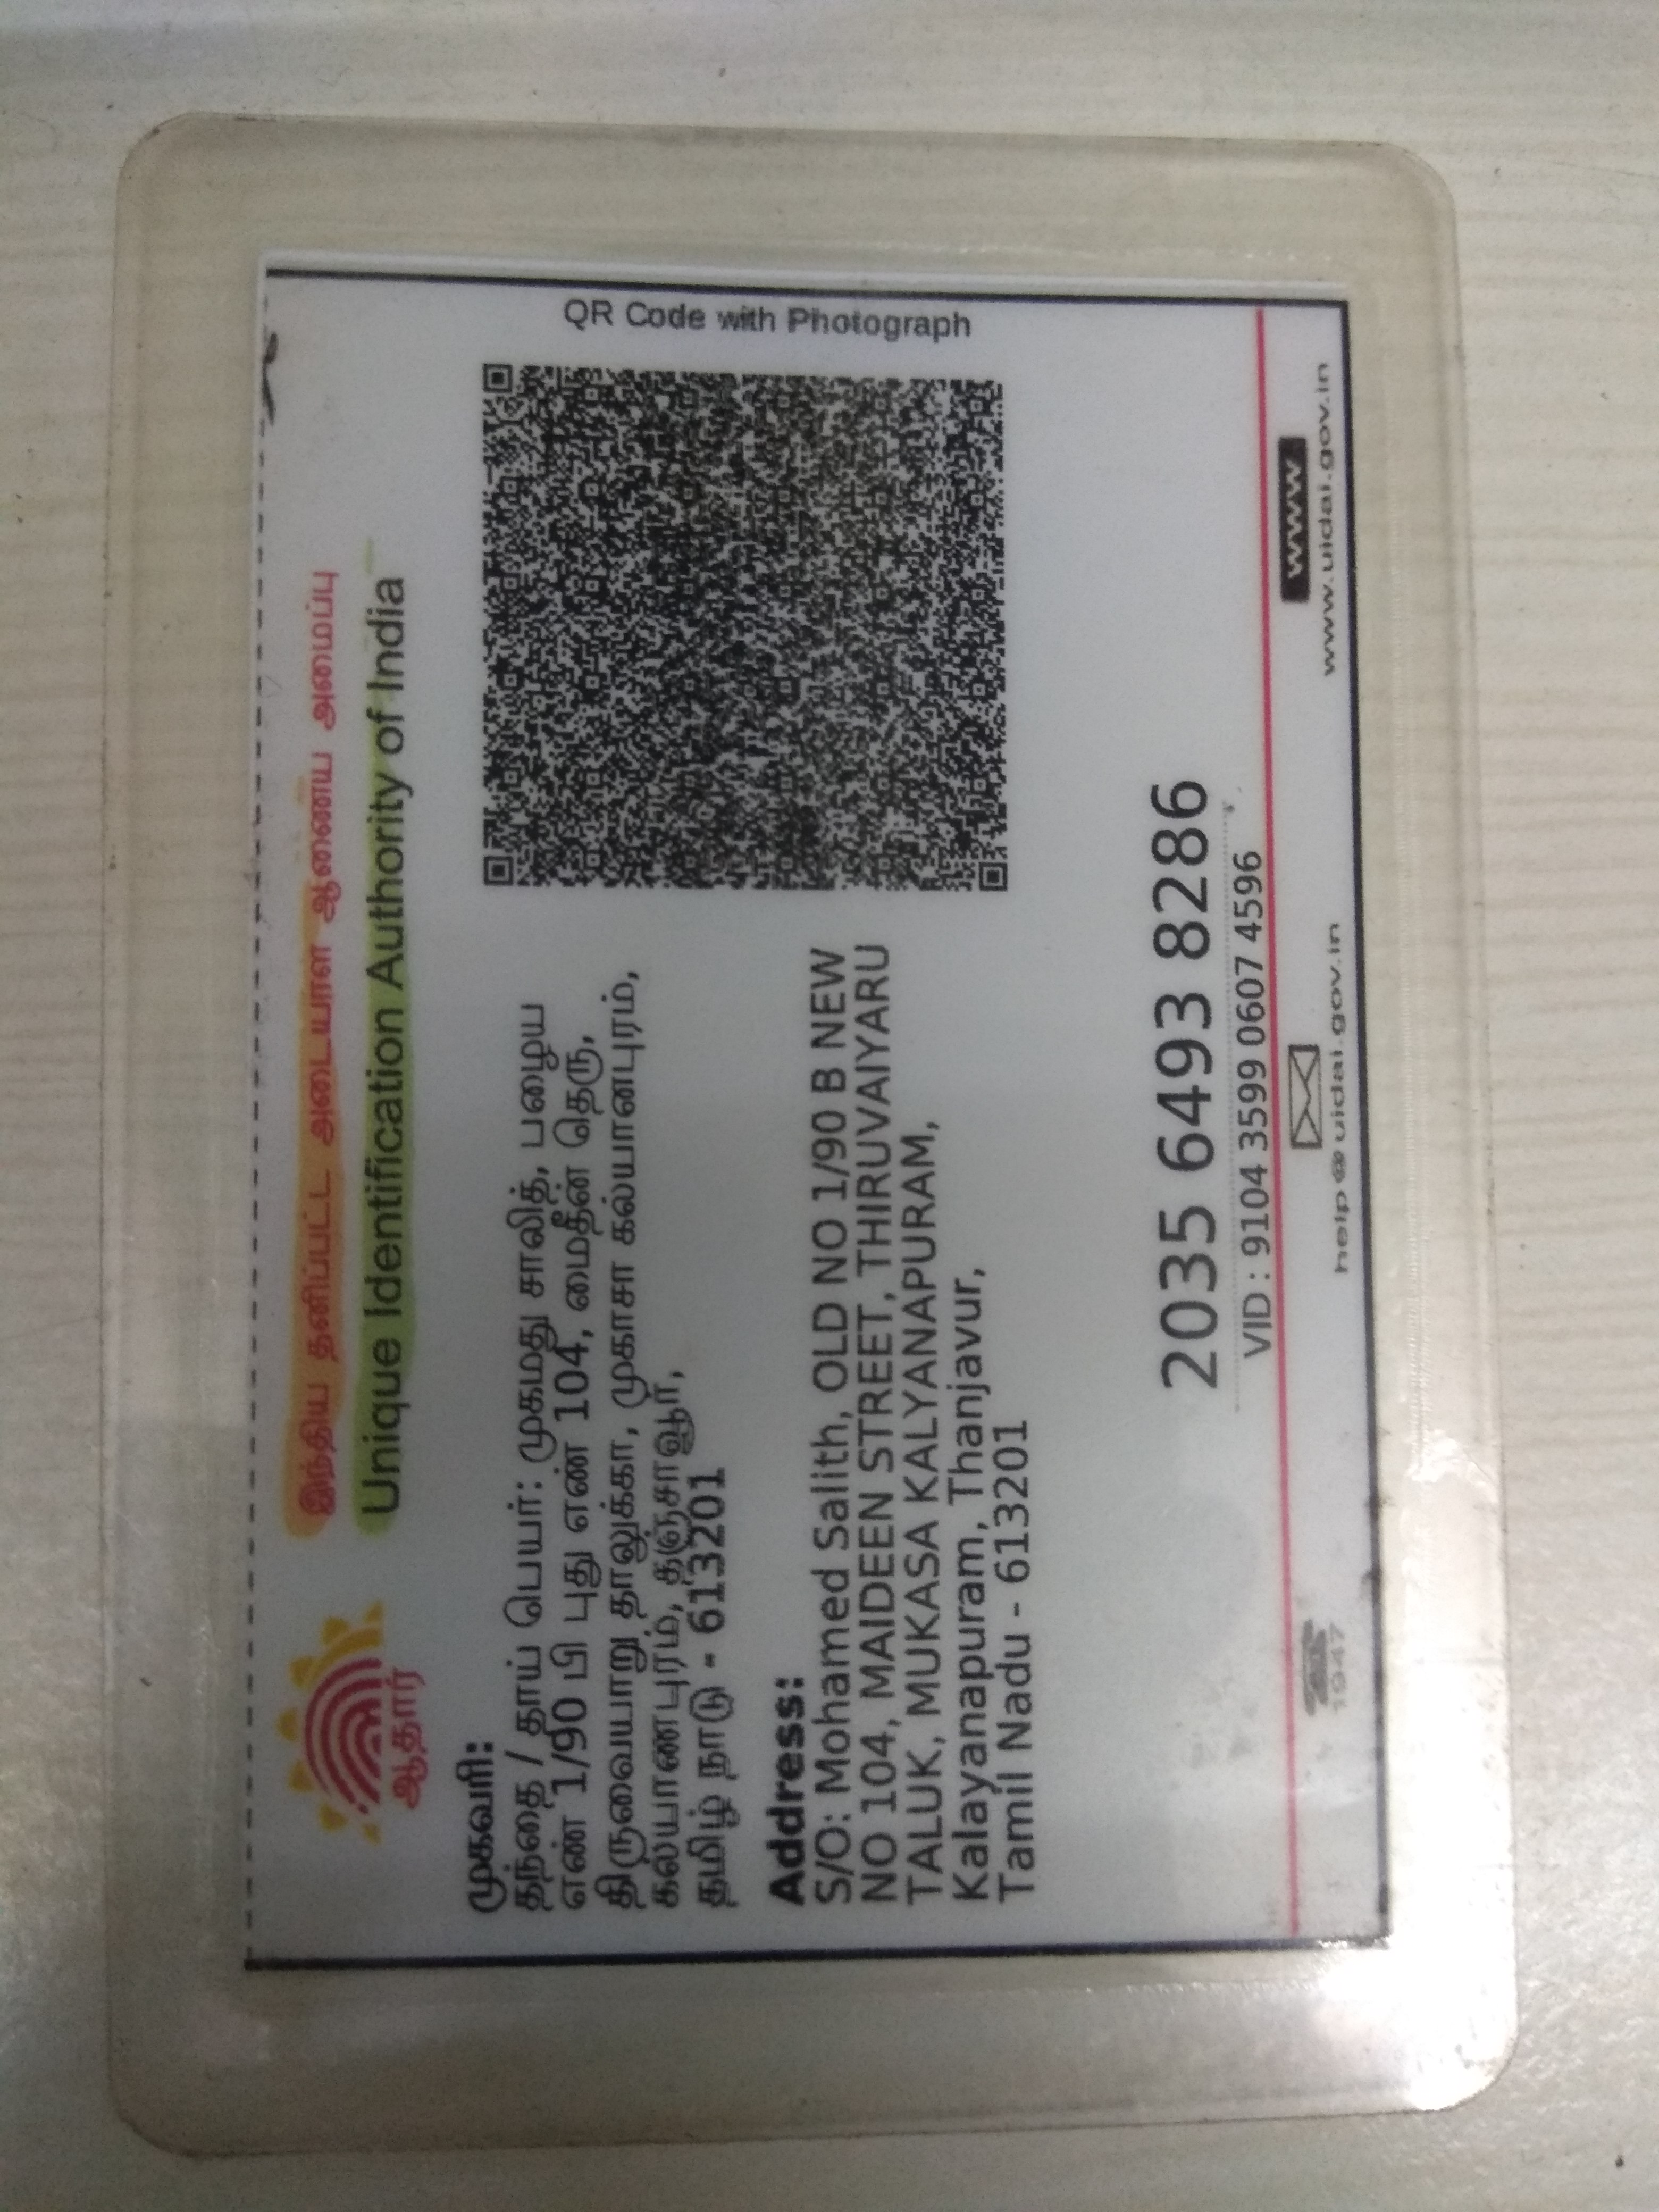 இந்திய தனிப்பட்ட அடையாள ஆணைய அமைப்பு
Unique Identification Authority of India
ஆதார்
முகவரி:
தந்தை / தாய் பெயர்: முகமது சாலித், பழைய
எண் 1/90 பி புது எண் 104, மைதீன் தெரு,
திருவையாறு தாலுக்கா, முகாசா கல்யானபுரம்,
கல்யாணபுரம், தஞ்சாவூர்,
தமிழ் நாடு - 613201
Address:
S/O: Mohamed Salith, OLD NO 1/90 B NEW
NO 104, MAIDEEN STREET, THIRUVAIYARU
TALUK, MUKASA KALYANAPURAM,
Kalayanapuram, Thanjavur,
Tamil Nadu - 613201
QR Code with Photograph
2035 6493 8286
VID : 9104 3599 0607 4596
1947
help@uidai.gov.in
www
www.uidai.gov.in